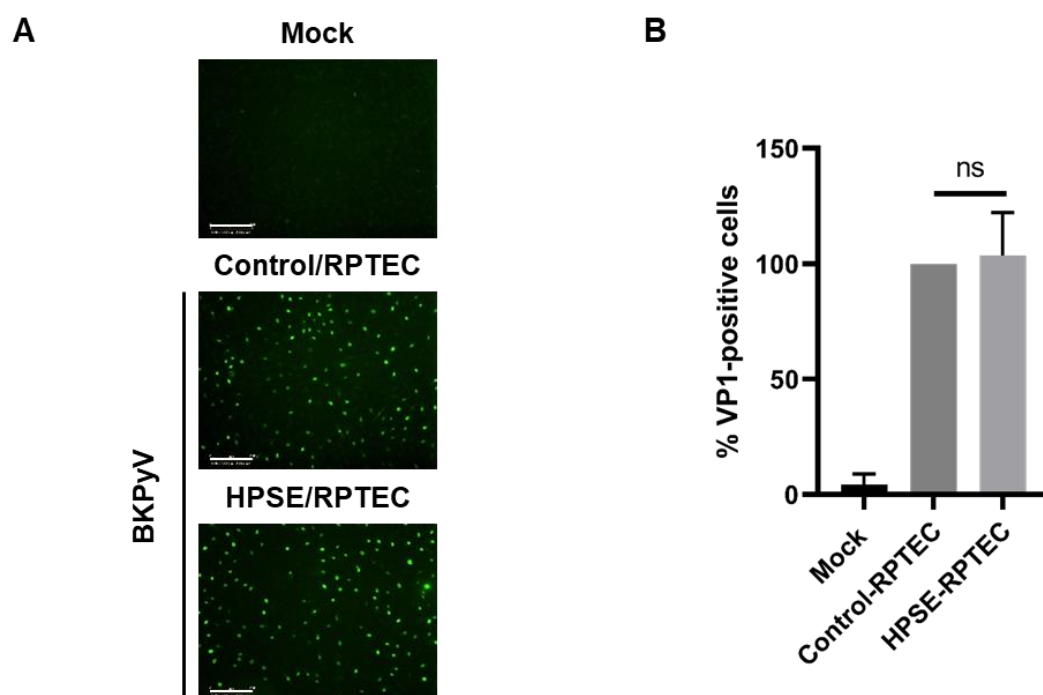 A
Mock
Control/RPTEC
HPSE/RPTEC
BKPyV
B
% VP1-positive cells
150
100
50
0
ns
Mock
Control-RPTEC
HPSE-RPTEC